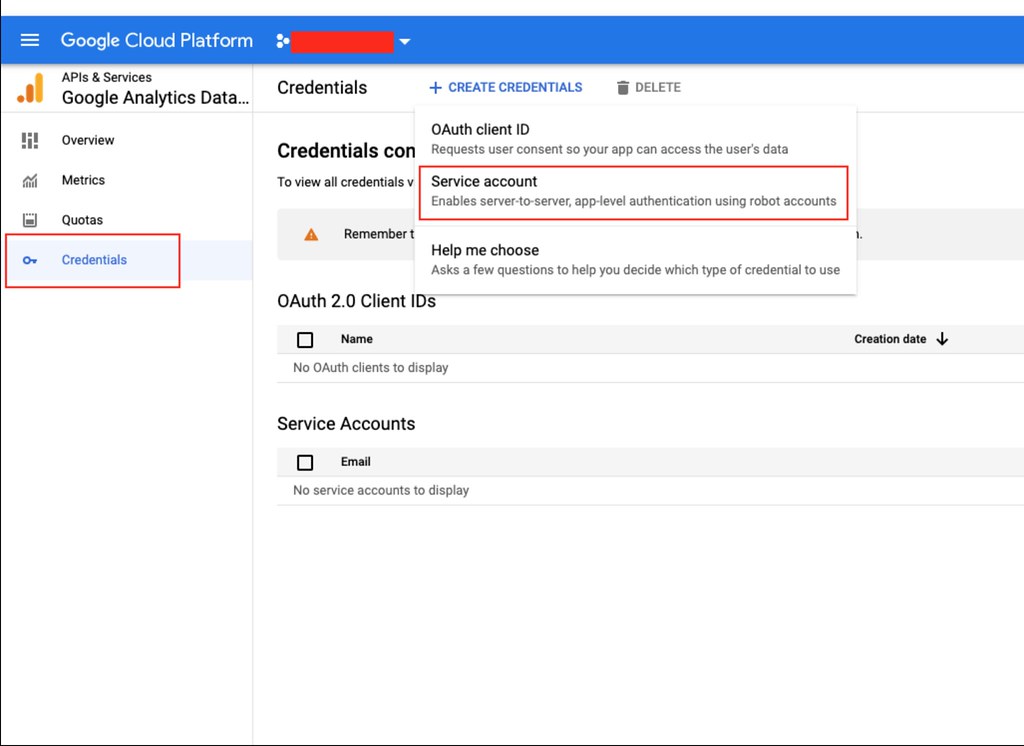 Google Cloud Platform
APIs & Services
Google Analytics Data...
Overview
Metrics
Quotas
Credentials
Credentials
CREATE CREDENTIALS
DELETE
OAuth client ID
Requests user consent so your app can access the user's data
Service account
Enables server-to-server, app-level authentication using robot accounts
Help me choose
Asks a few questions to help you decide which type of credential to use
Credentials
To view all credentials
Remember
OAuth 2.0 Client IDs
Name
Creation date
No OAuth clients to display
Service Accounts
Email
No service accounts to display